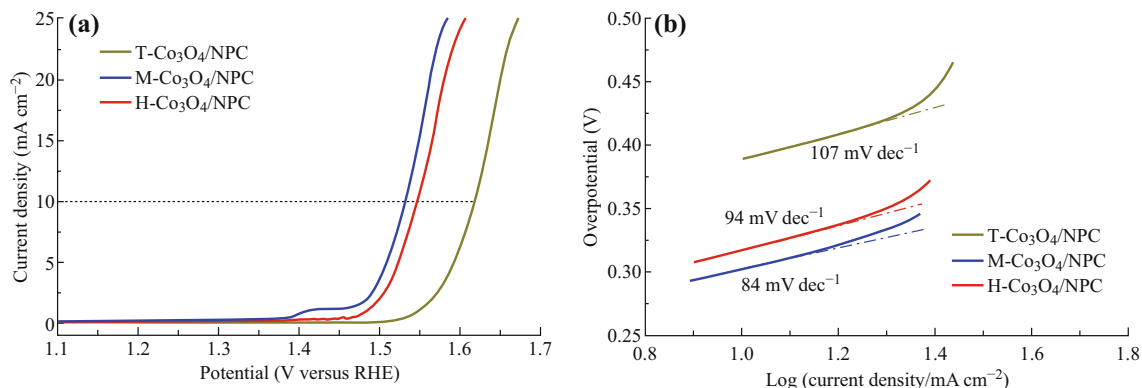 (a)
T-Co₃O₄/NPC
M-Co₃O₄/NPC
H-Co₃O₄/NPC
Current density (mA cm⁻²)
25
20
15
10
5
0
1.1 1.2 1.3 1.4 1.5 1.6 1.7
Potential (V versus RHE)
(b)
Overpotential (V)
0.50
0.45
0.40
0.35
0.30
0.25
107 mV dec⁻¹
94 mV dec⁻¹
84 mV dec⁻¹
T-Co₃O₄/NPC
M-Co₃O₄/NPC
H-Co₃O₄/NPC
0.8 1.0 1.2 1.4 1.6 1.8
Log (current density/mA cm⁻²)